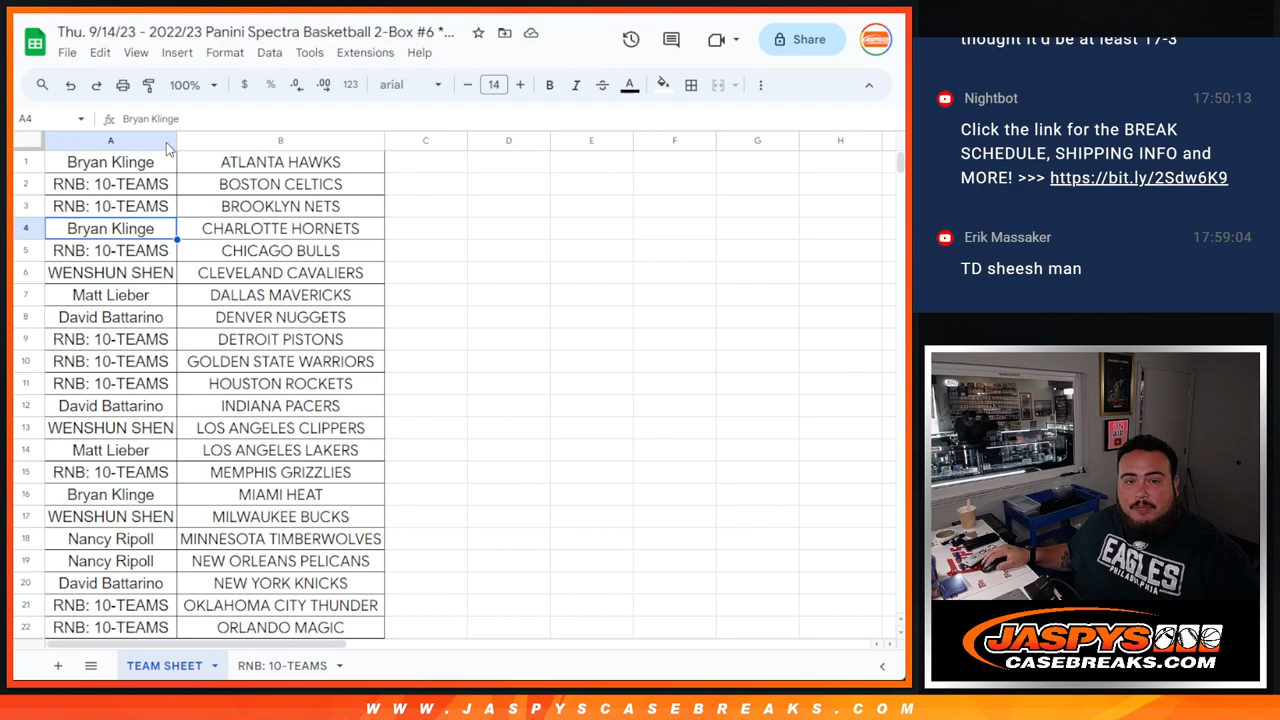 Thu. 9/14/23 - 2022/23 Panini Spectra Basketball 2-Box #6 *...
File Edit View Format Data Tools Extensions Help
Share
100% $ % .0 .00 123 arial 14 B I A
A4 fx Bryan Klinge
A B C D E F G H
1 Bryan Klinge ATLANTA HAWKS
2 RNB: 10-TEAMS BOSTON CELTICS
3 RNB: 10-TEAMS BROOKLYN NETS
4 Bryan Klinge CHARLOTTE HORNETS
5 RNB: 10-TEAMS CHICAGO BULLS
6 WENSHUN SHEN CLEVELAND CAVALIERS
7 Matt Lieber DALLAS MAVERICKS
8 David Battarino DENVER NUGGETS
9 RNB: 10-TEAMS DETROIT PISTONS
10 RNB: 10-TEAMS GOLDEN STATE WARRIORS
11 RNB: 10-TEAMS HOUSTON ROCKETS
12 David Battarino INDIANA PACERS
13 WENSHUN SHEN LOS ANGELES CLIPPERS
14 Matt Lieber LOS ANGELES LAKERS
15 RNB: 10-TEAMS MEMPHIS GRIZZLIES
16 Bryan Klinge MIAMI HEAT
17 WENSHUN SHEN MILWAUKEE BUCKS
18 Nancy Ripoll MINNESOTA TIMBERWOLVES
19 Nancy Ripoll NEW ORLEANS PELICANS
20 David Battarino NEW YORK KNICKS
21 RNB: 10-TEAMS OKLAHOMA CITY THUNDER
22 RNB: 10-TEAMS ORLANDO MAGIC
TEAM SHEET RNB: 10-TEAMS
thought it'd be at least 17-3
Nightbot 17:50:13
Click the link for the BREAK
SCHEDULE, SHIPPING INFO and
MORE! >>> https://bit.ly/2Sdw6K9
Erik Massaker 17:59:04
TD sheesh man
ON AIR
EAGLES
PHILADELPHIA
JASPYS
CASEBREAKS.COM
WWW.JASPYSCASEBREAKS.COM